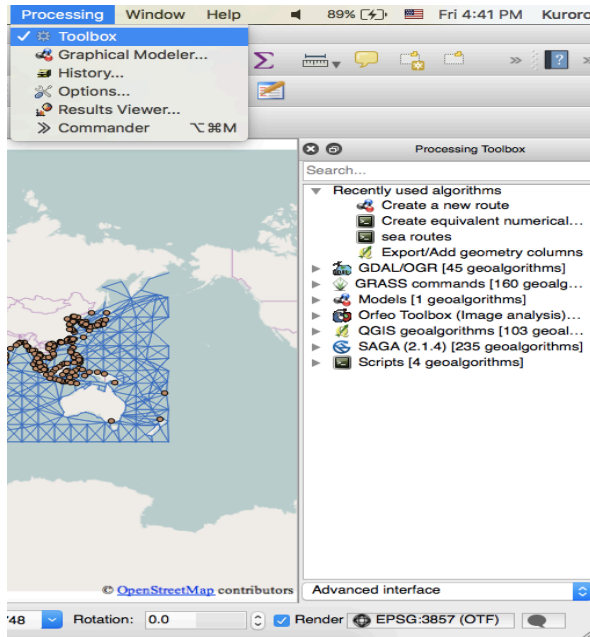 Processing Window Help 89% Fri 4:41 PM Kuroro
Toolbox
Graphical Modeler...
History...
Options...
Results Viewer...
Commander ⌥⌘M
Processing Toolbox
Search...
Recently used algorithms
Create a new route
Create equivalent numerical...
sea routes
Export/Add geometry columns
GDAL/OGR [45 geoalgorithms]
GRASS commands [160 geoalg...
Models [1 geoalgorithms]
Orfeo Toolbox (Image analysis)...
QGIS geoalgorithms [103 geoal...
SAGA (2.1.4) [235 geoalgorithms]
Scripts [4 geoalgorithms]
© OpenStreetMap contributors
Advanced interface
748 Rotation: 0.0 Render EPSG:3857 (OTF)